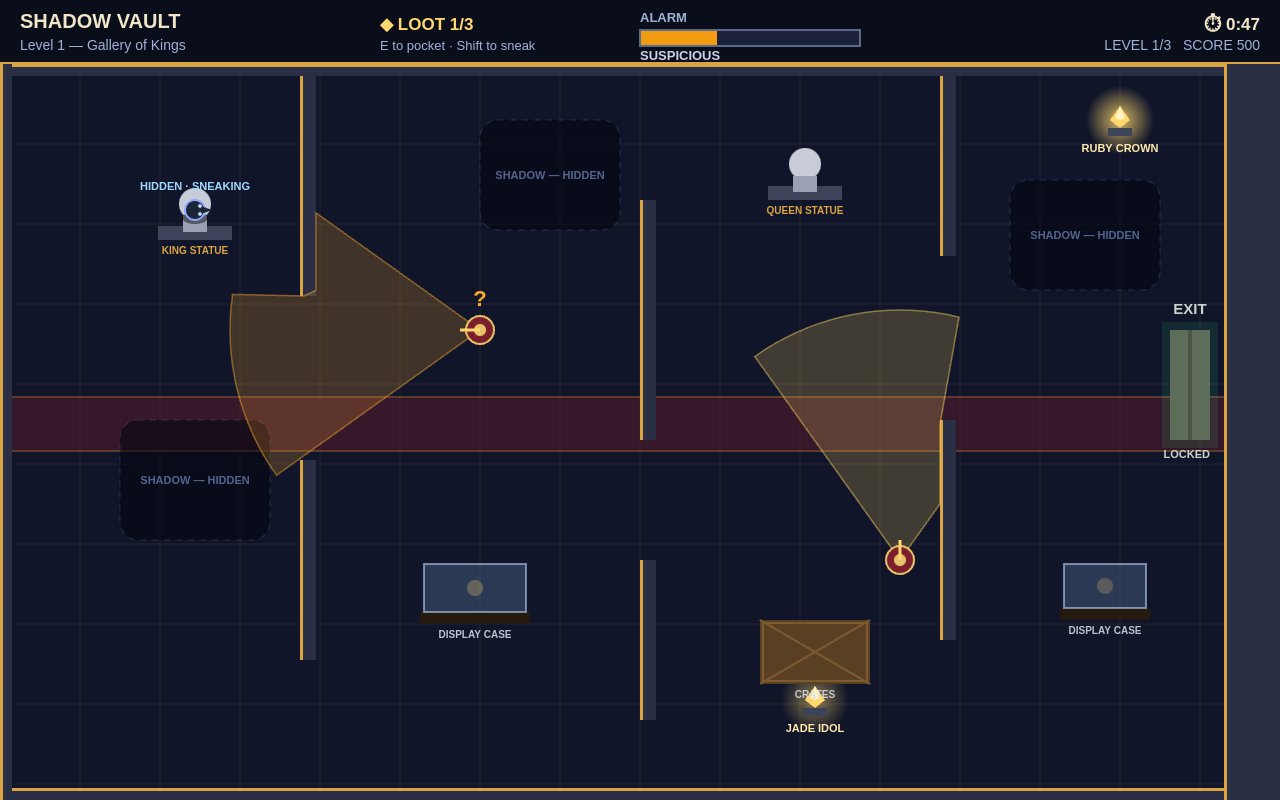 SHADOW VAULT
Level 1 — Gallery of Kings
◆ LOOT 1/3
E to pocket · Shift to sneak
ALARM
SUSPICIOUS
⏱ 0:47
LEVEL 1/3 SCORE 500
RUBY CROWN
SHADOW — HIDDEN
HIDDEN · SNEAKING
KING STATUE
QUEEN STATUE
SHADOW — HIDDEN
?
EXIT
LOCKED
SHADOW — HIDDEN
DISPLAY CASE
DISPLAY CASE
CRATES
JADE IDOL